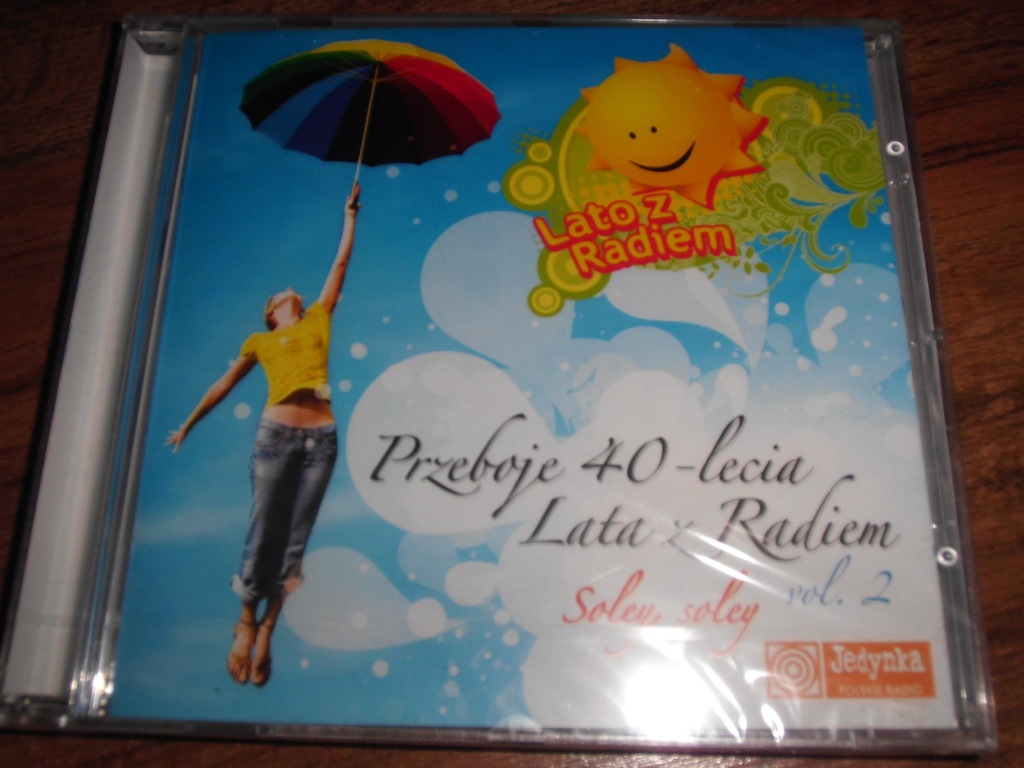 Lato z
Radiem
Przeboje 40-lecia
Lata z Radiem
Soley, soley vol. 2
Jedynka
POLSKIE RADIO